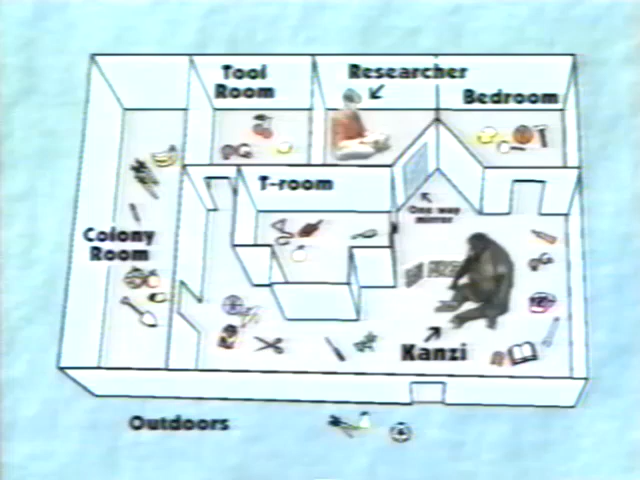 Tool
Room
Researcher
Bedroom
T-room
One way
mirror
Colony
Room
Kanzi
Outdoors